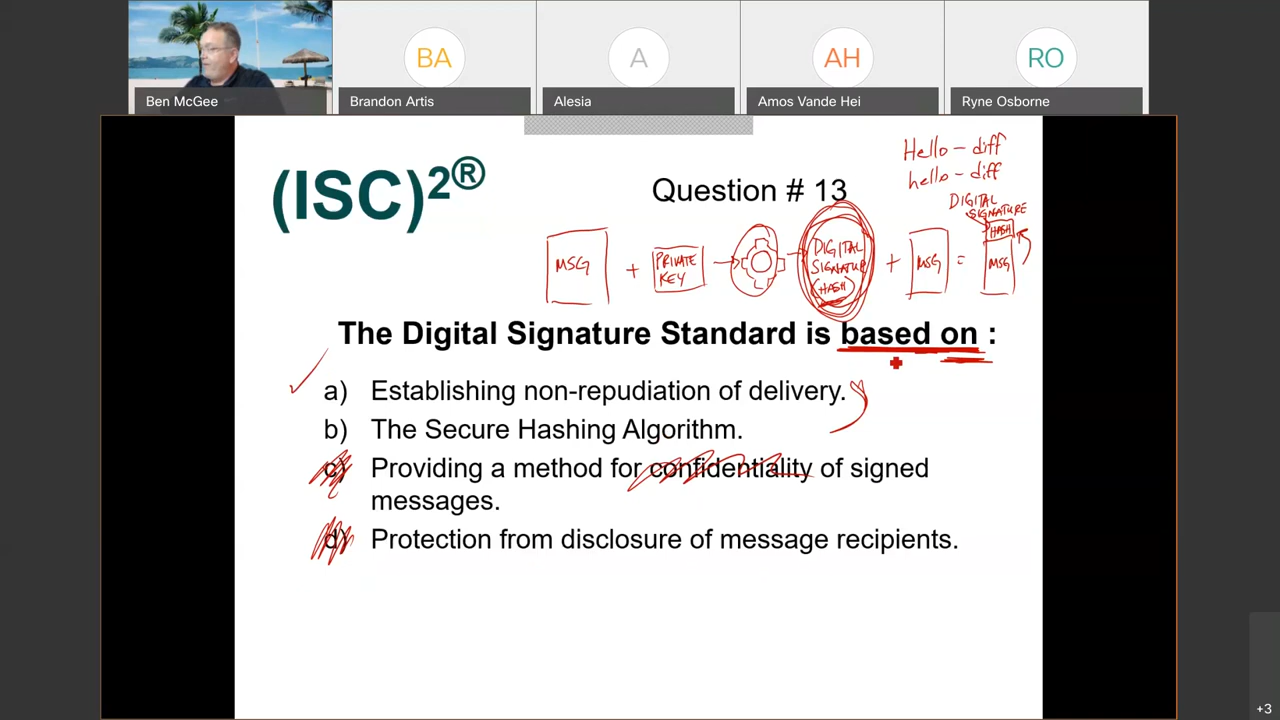 BA
A
AH
RO
Ben McGee
Brandon Artis
Alesia
Amos Vande Hei
Ryne Osborne
(ISC)2®
Question # 13
Hello - diff
hello - diff
DIGITAL
SIGNATURE
HASH
MSG
+
PRIVATE
KEY
DIGITAL
SIGNATUR
HASH
+
MSG
=
MSG
The Digital Signature Standard is based on :
a) Establishing non-repudiation of delivery.
b) The Secure Hashing Algorithm.
c) Providing a method for confidentiality of signed
messages.
d) Protection from disclosure of message recipients.
+3